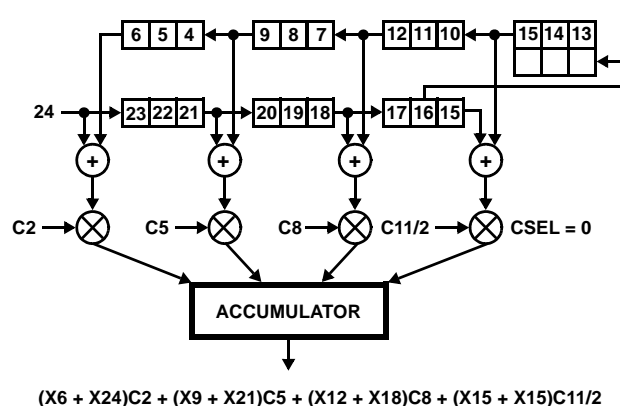 6 5 4 9 8 7 12 11 10 15 14 13
24 23 22 21 20 19 18 17 16 15
+ + + +
C2 C5 C8 C11/2 CSEL = 0
ACCUMULATOR
(X6 + X24)C2 + (X9 + X21)C5 + (X12 + X18)C8 + (X15 + X15)C11/2